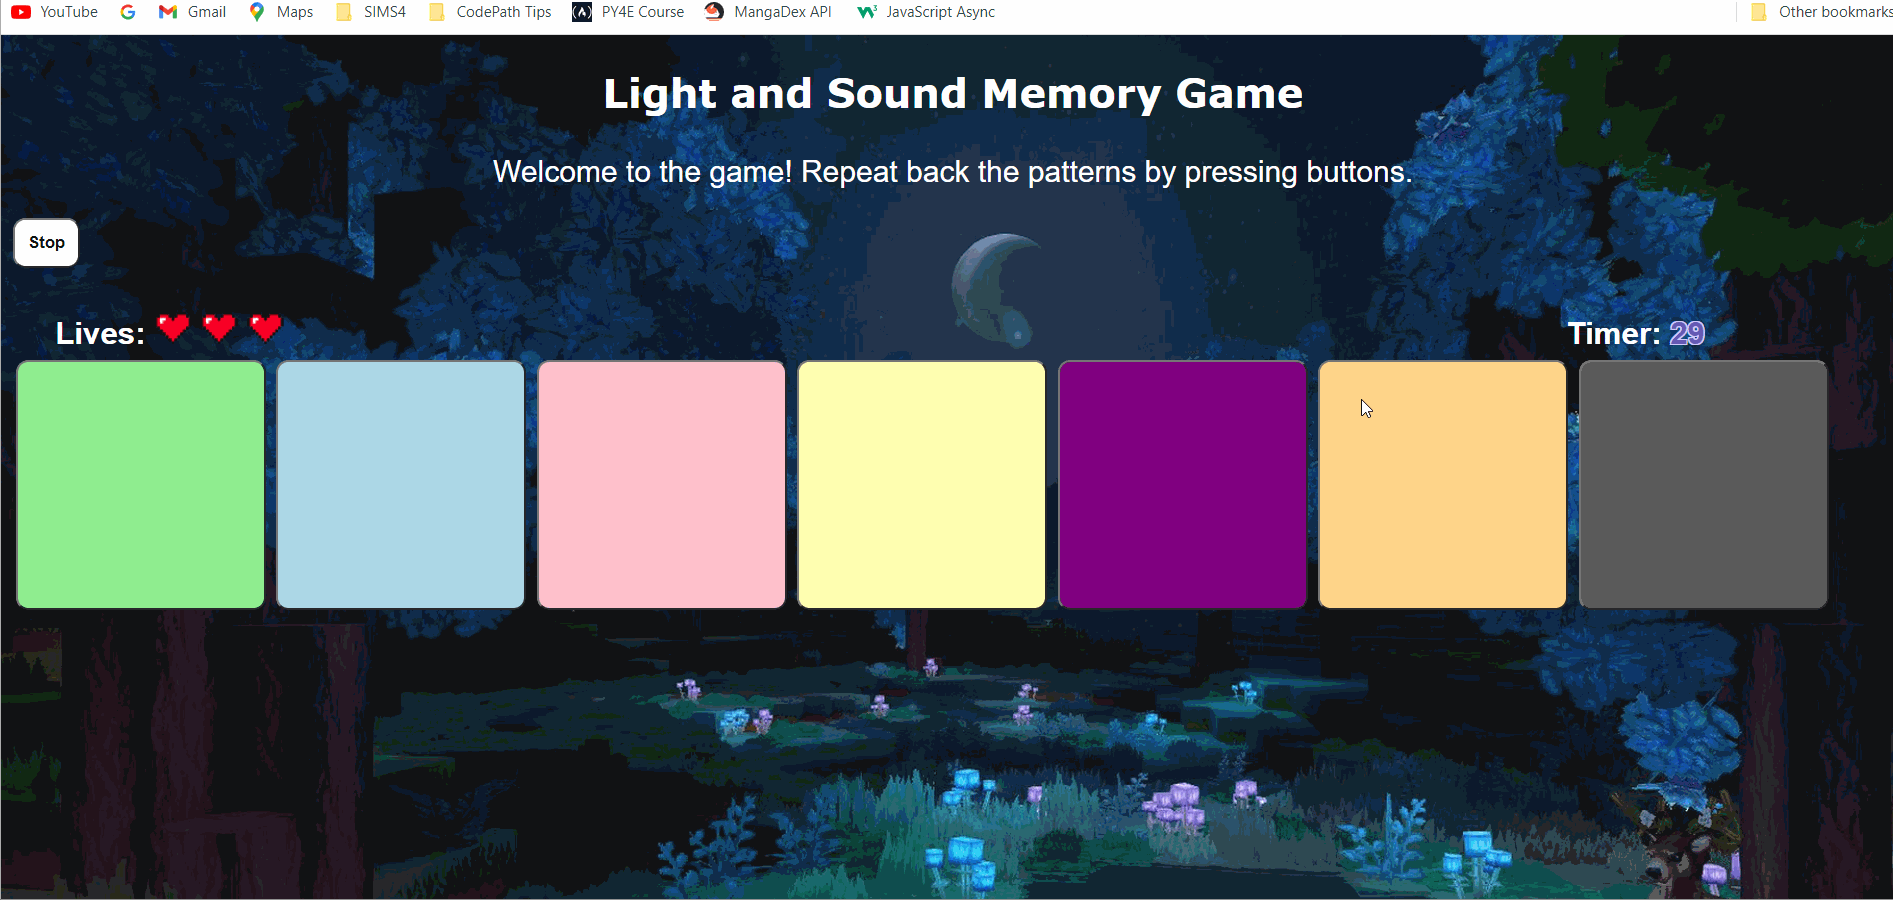 YouTube Gmail Maps SIMS4 CodePath Tips PY4E Course MangaDex API JavaScript Async Other bookmarks
Light and Sound Memory Game
Welcome to the game! Repeat back the patterns by pressing buttons.
Stop
Lives: Timer: 29